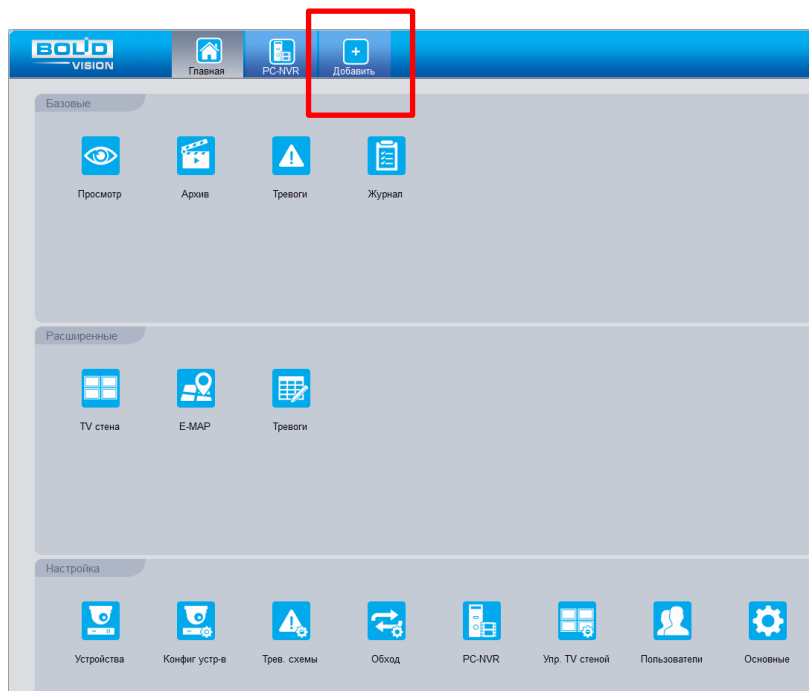 BOLID
VISION
Главная
PC-NVR
Добавить
Базовые
Просмотр
Архив
Тревоги
Журнал
Расширенные
TV стена
E-MAP
Тревоги
Настройка
Устройства
Конфиг устр-в
Трев. схемы
Обход
PC-NVR
Упр. TV стеной
Пользователи
Основные